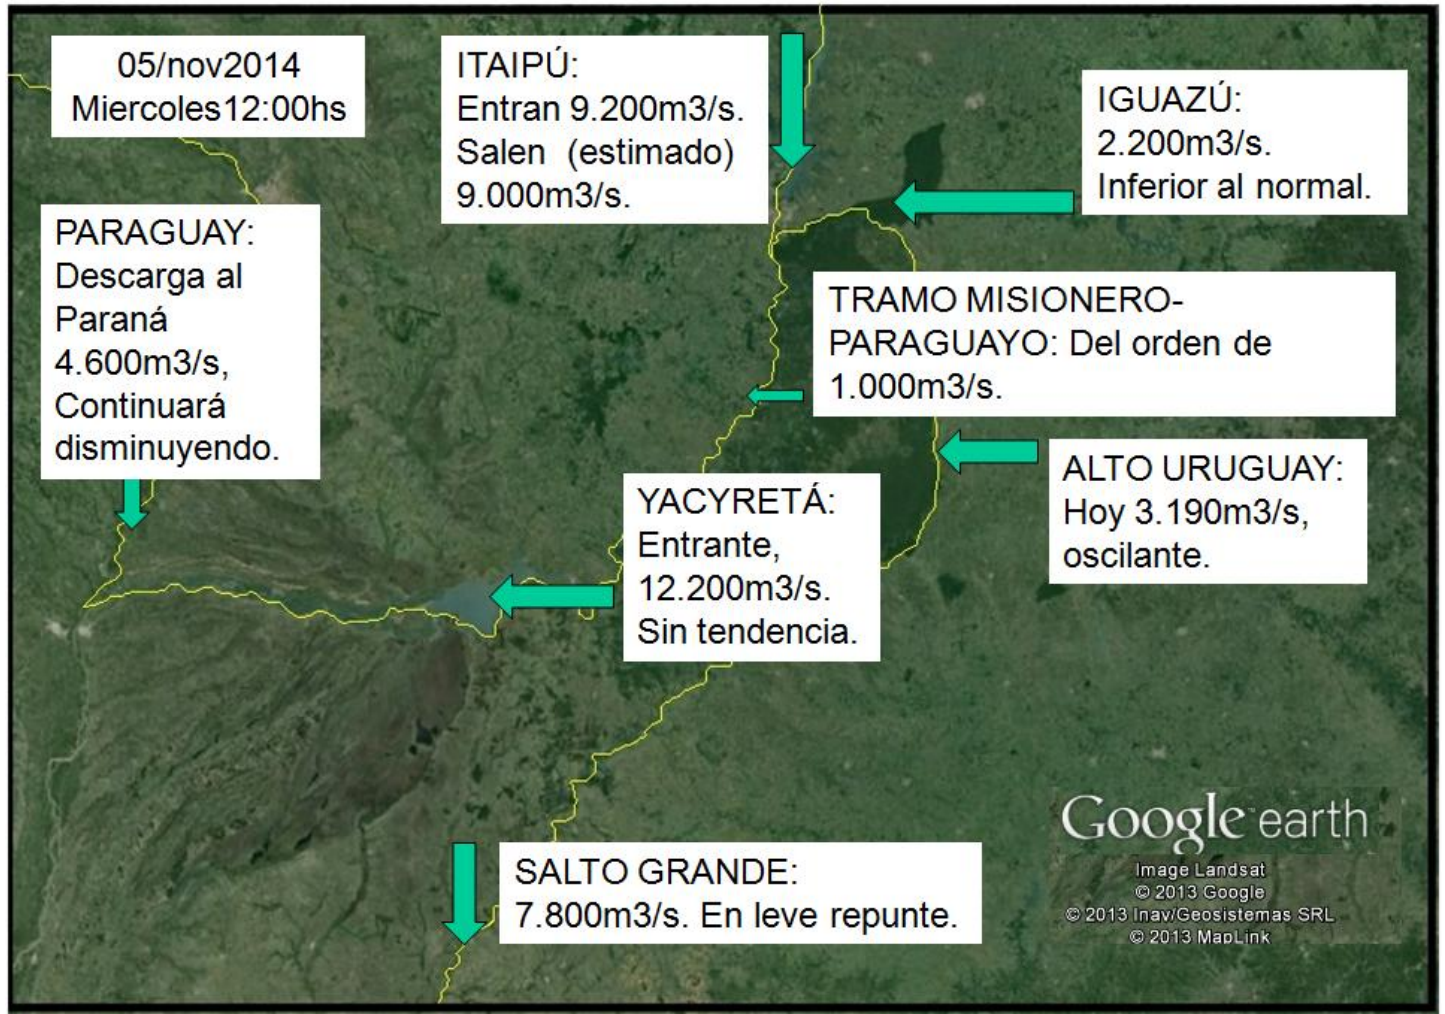 05/nov2014
Miercoles12:00hs
ITAIPÚ:
Entran 9.200m3/s.
Salen (estimado)
9.000m3/s.
IGUAZÚ:
2.200m3/s.
Inferior al normal.
PARAGUAY:
Descarga al
Paraná
4.600m3/s,
Continuará
disminuyendo.
TRAMO MISIONERO-
PARAGUAYO: Del orden de
1.000m3/s.
ALTO URUGUAY:
Hoy 3.190m3/s,
oscilante.
YACYRETÁ:
Entrante,
12.200m3/s.
Sin tendencia.
SALTO GRANDE:
7.800m3/s. En leve repunte.
Google earth
Image Landsat
© 2013 Google
© 2013 Inav/Geosistemas SRL
© 2013 MapLink